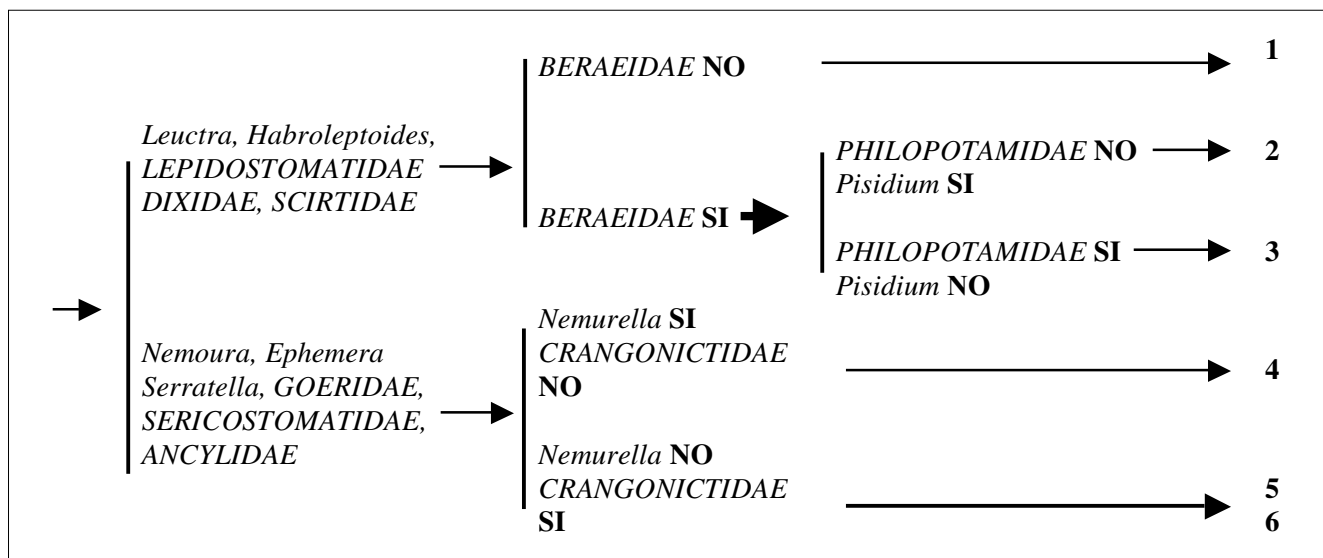 BERAEIDAE NO
1
Leuctra, Habroleptoides,
LEPIDOSTOMATIDAE
DIXIDAE, SCIRTIDAE
PHILOPOTAMIDAE NO
2
Pisidium SI
BERAEIDAE SI
PHILOPOTAMIDAE SI
3
Pisidium NO
Nemoura, Ephemera
Serratella, GOERIDAE,
SERICOSTOMATIDAE,
ANCYLIDAE
Nemurella SI
CRANGONICTIDAE
NO
4
Nemurella NO
CRANGONICTIDAE
SI
5
6